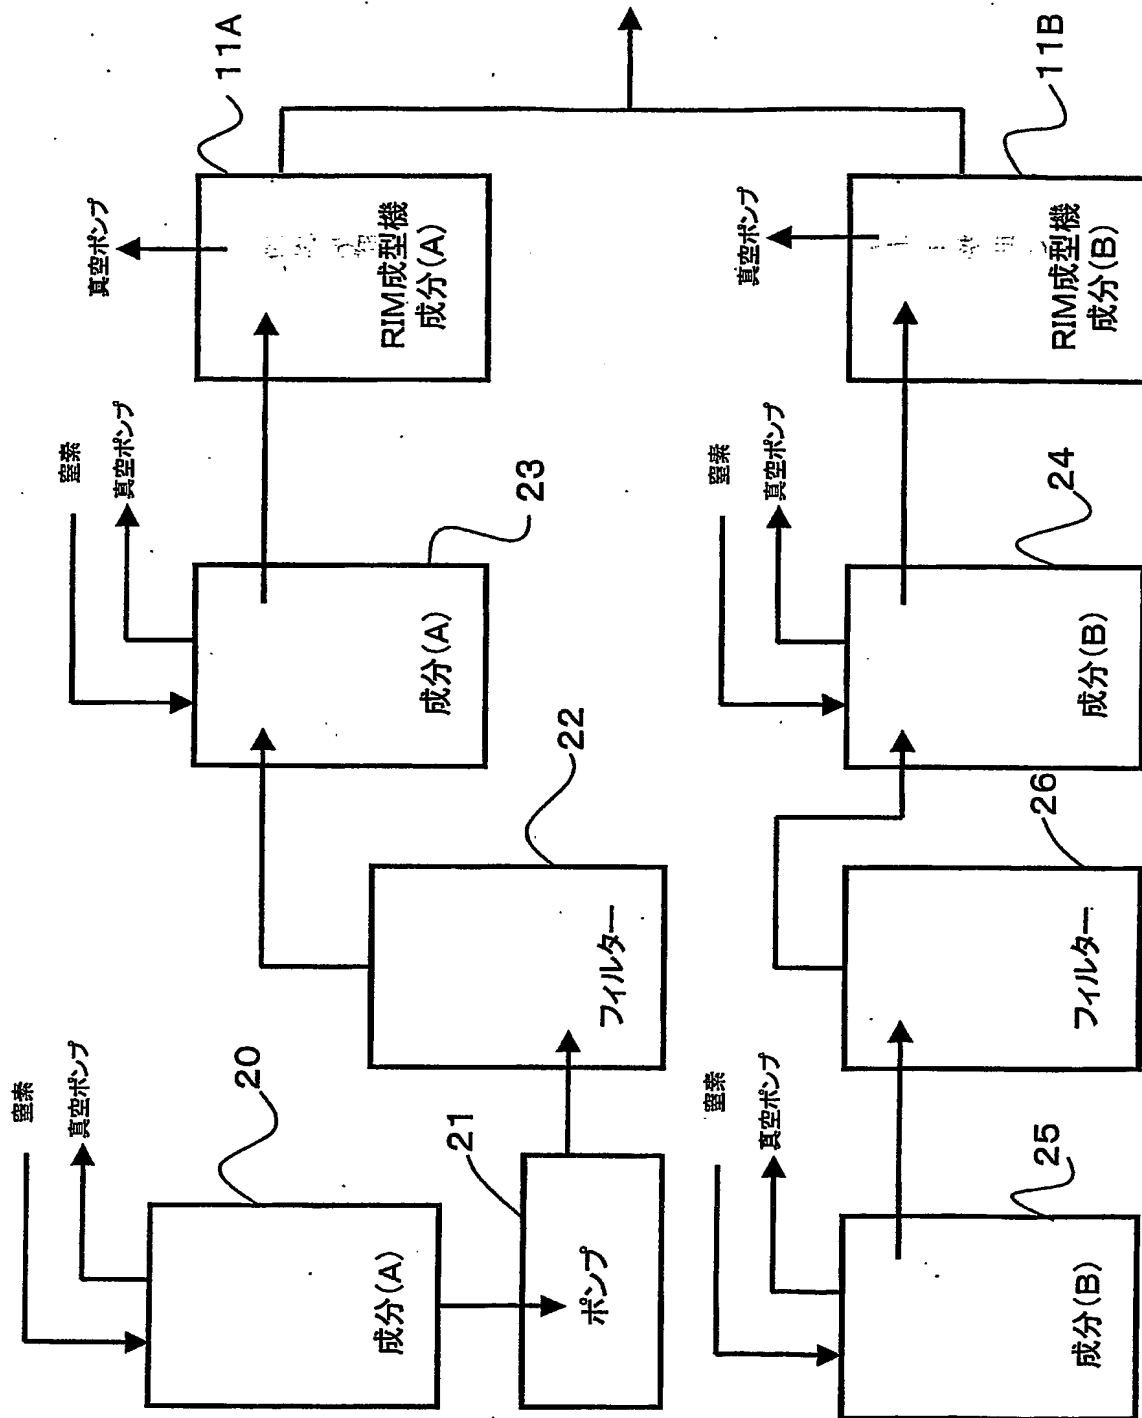 窒素
真空ポンプ
20
成分(A)
21
ポンプ
22
フィルター
窒素
真空ポンプ
23
成分(A)
真空ポンプ
11A
RIM成型機
成分(A)
窒素
真空ポンプ
25
成分(B)
26
フィルター
窒素
真空ポンプ
24
成分(B)
真空ポンプ
11B
RIM成型機
成分(B)